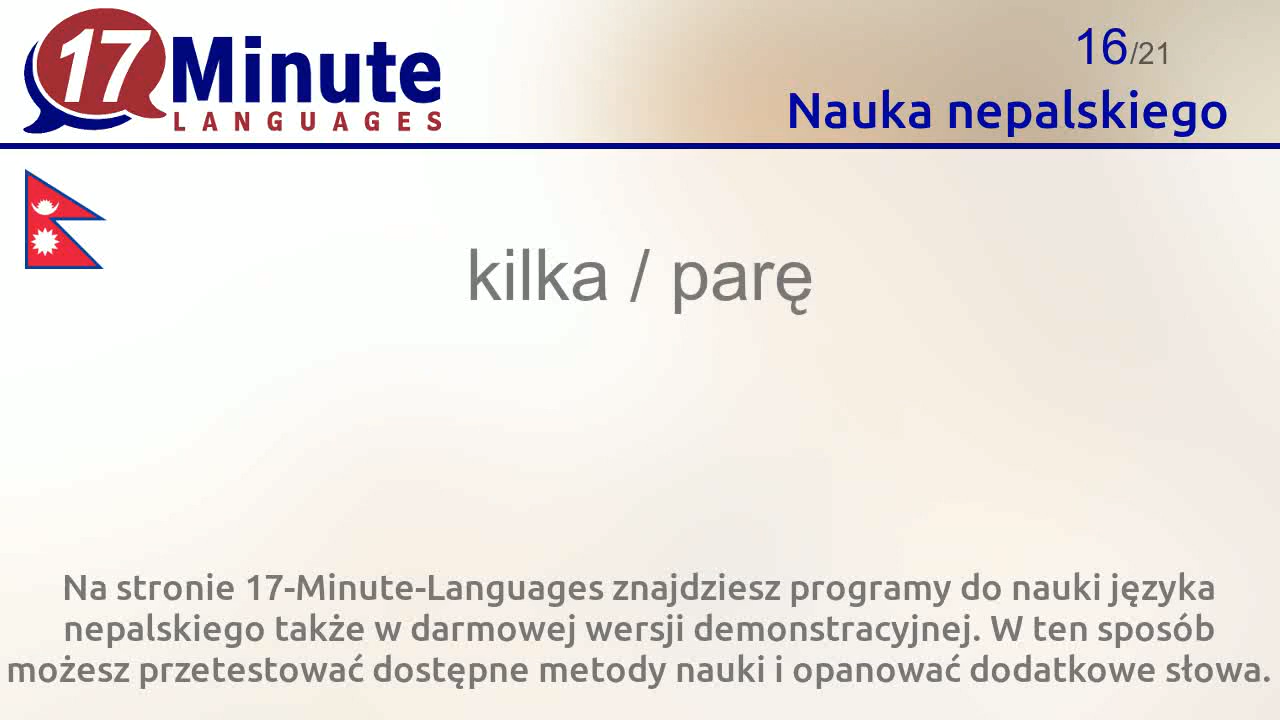 17 Minute
LANGUAGES
16/21
Nauka nepalskiego
kilka / parę
Na stronie 17-Minute-Languages znajdziesz programy do nauki języka
nepalskiego także w darmowej wersji demonstracyjnej. W ten sposób
możesz przetestować dostępne metody nauki i opanować dodatkowe słowa.